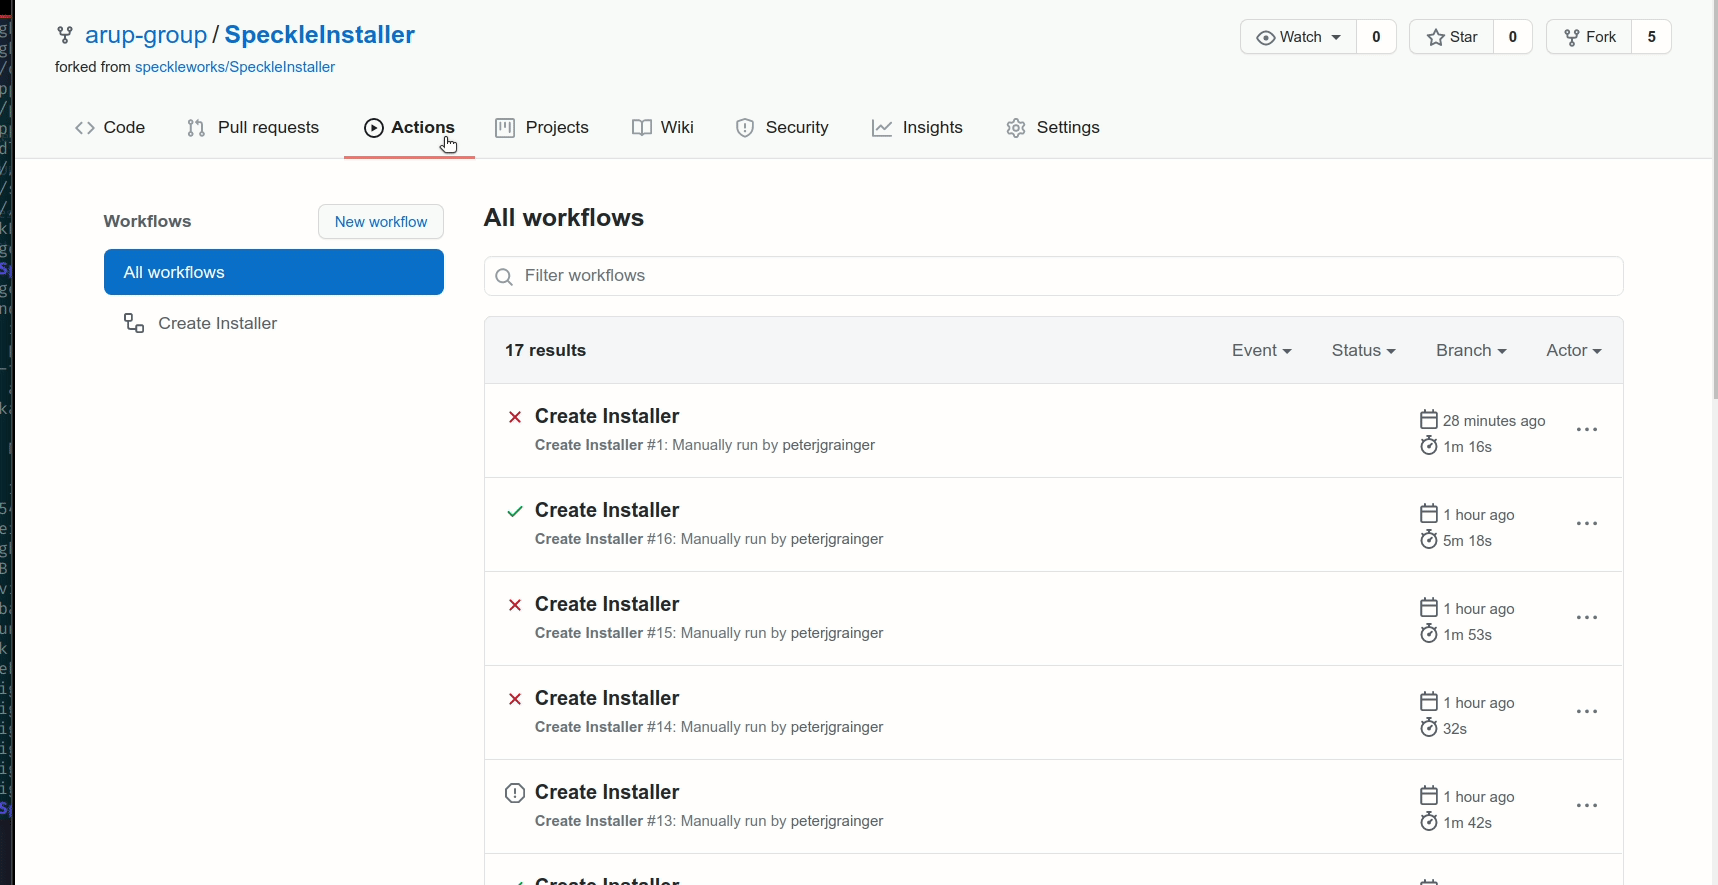 arup-group / SpeckleInstaller
Watch 0 Star 0 Fork 5
forked from speckleworks/SpeckleInstaller
Code Pull requests Actions Projects Wiki Security Insights Settings
Workflows
New workflow
All workflows
Create Installer
All workflows
Filter workflows
17 results Event Status Branch Actor
Create Installer
Create Installer #1: Manually run by peterjgrainger
28 minutes ago
1m 16s
Create Installer
Create Installer #16: Manually run by peterjgrainger
1 hour ago
5m 18s
Create Installer
Create Installer #15: Manually run by peterjgrainger
1 hour ago
1m 53s
Create Installer
Create Installer #14: Manually run by peterjgrainger
1 hour ago
32s
Create Installer
Create Installer #13: Manually run by peterjgrainger
1 hour ago
1m 42s
Create Installer